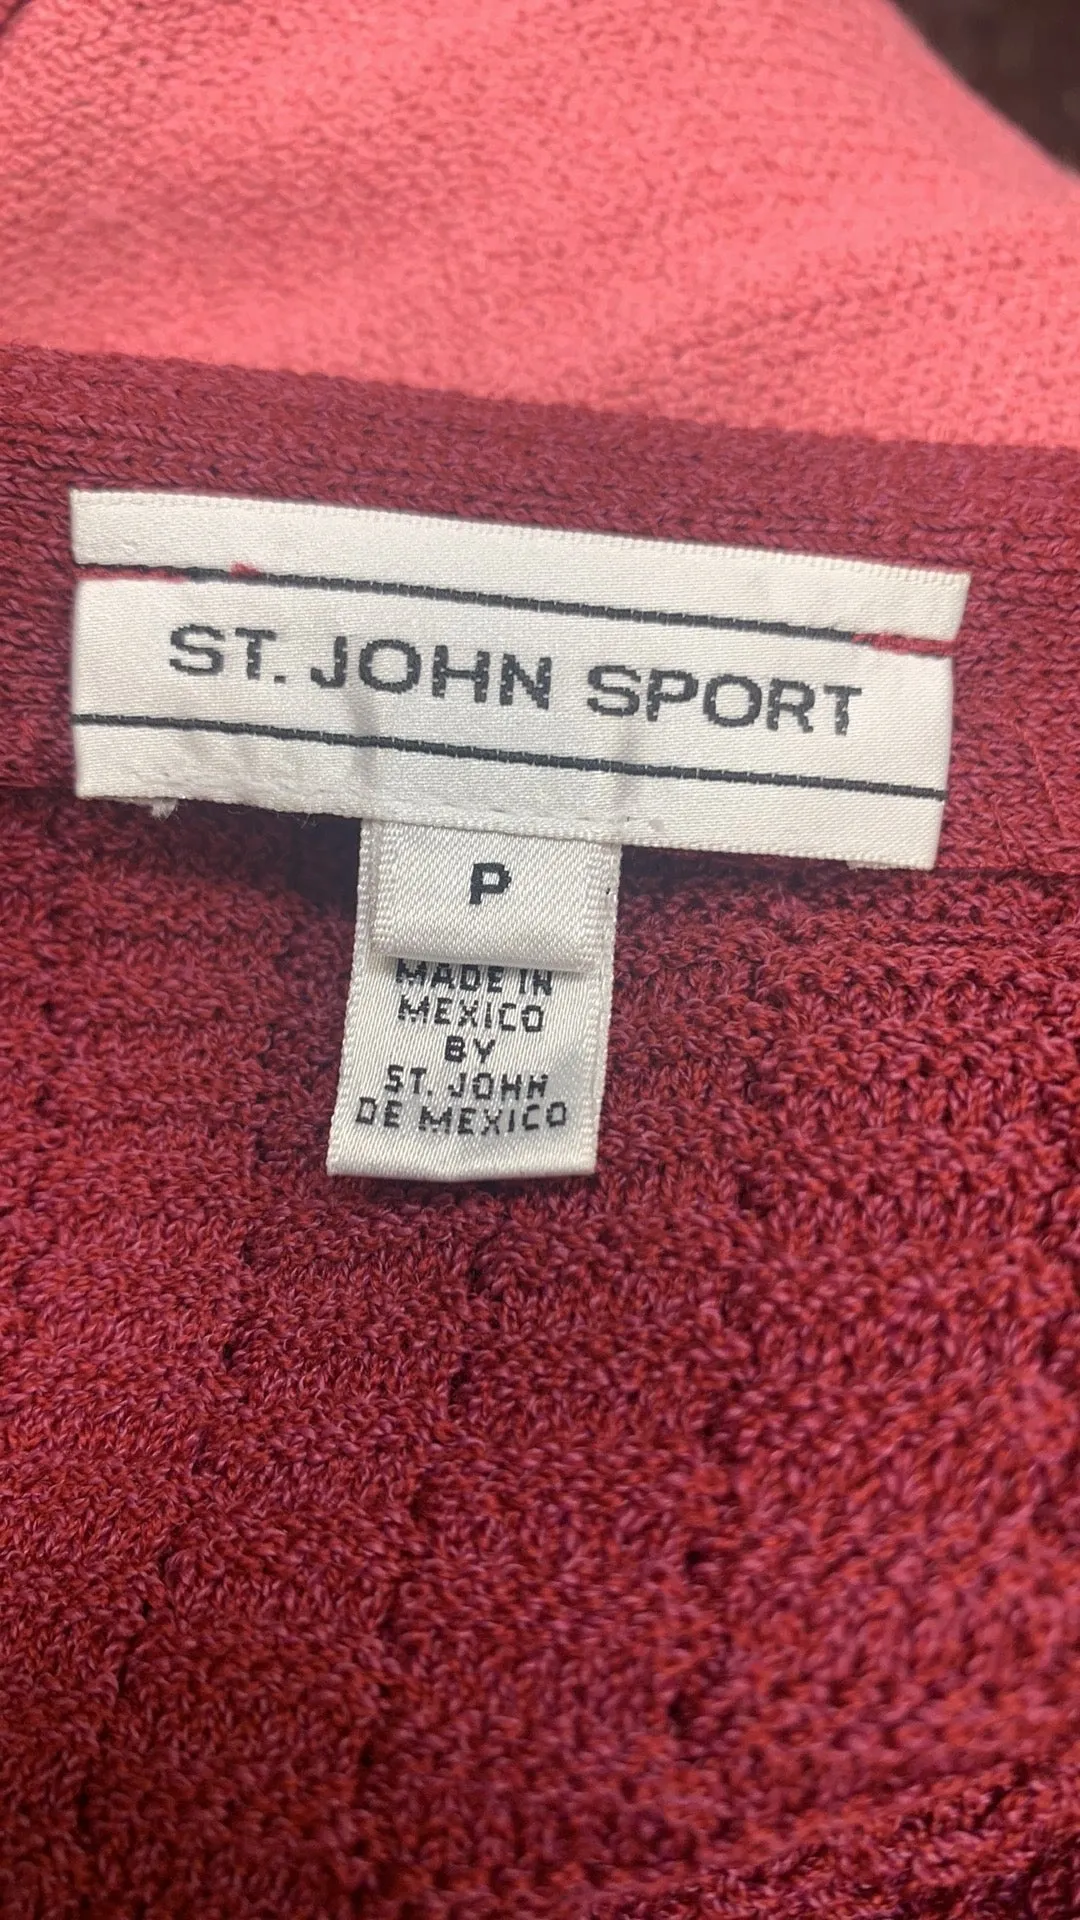 ST. JOHN SPORT
P
MADE IN
MEXICO
BY
ST. JOHN
DE MEXICO